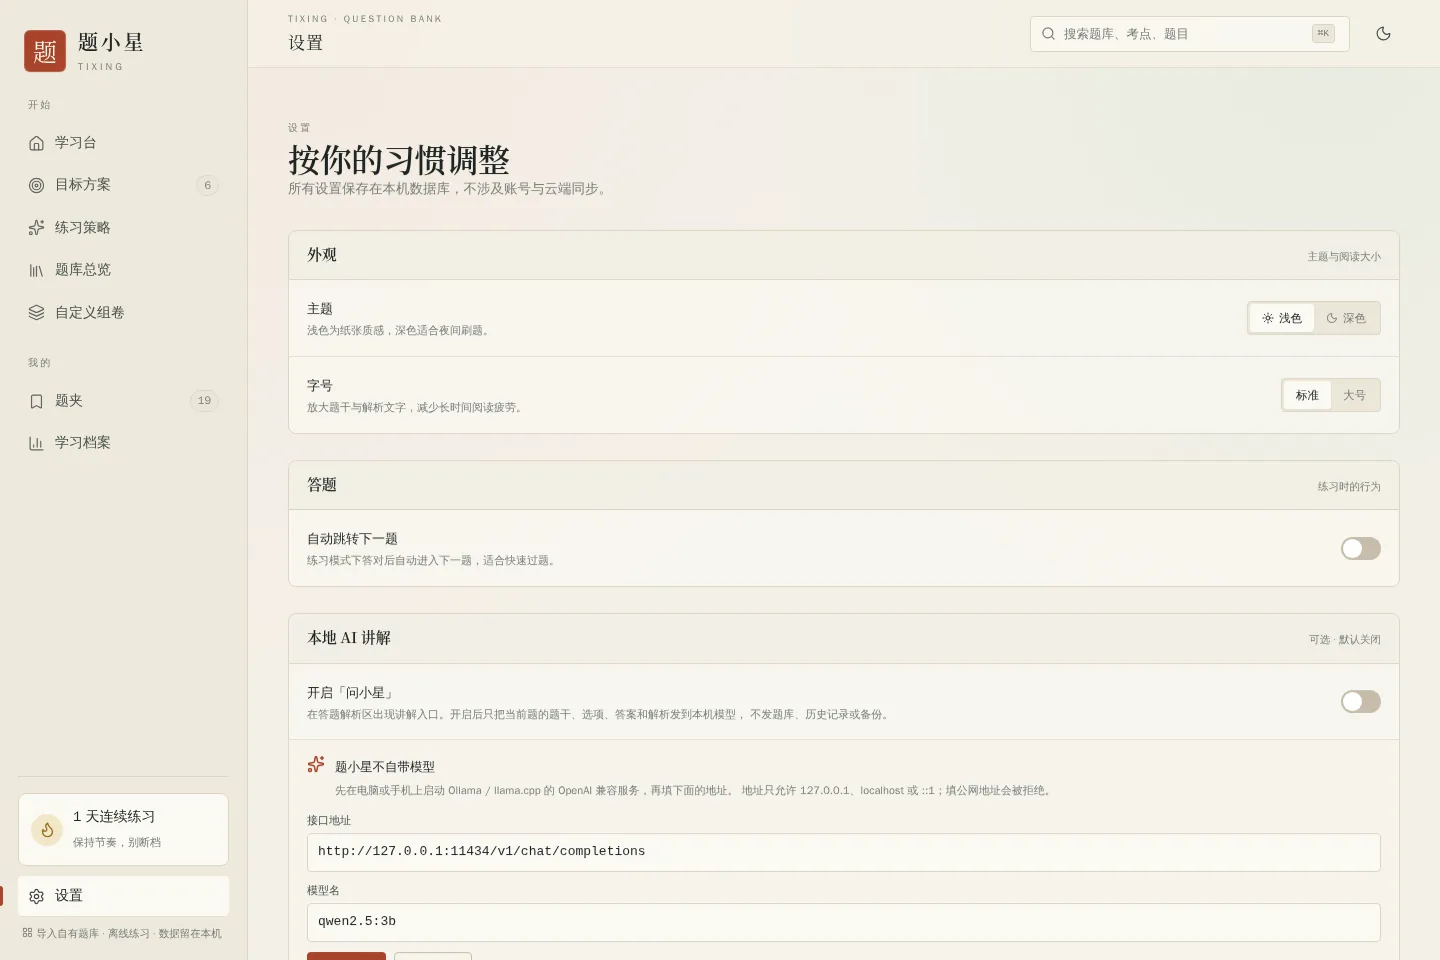 题
题小星
TIXING
开始
学习台
目标方案
6
练习策略
题库总览
自定义组卷
我的
题夹
19
学习档案
1 天连续练习
保持节奏，别断档
设置
导入自有题库 · 离线练习 · 数据留在本机
TIXING · QUESTION BANK
设置
搜索题库、考点、题目
⌘K
设置
按你的习惯调整
所有设置保存在本机数据库，不涉及账号与云端同步。
外观
主题与阅读大小
主题
浅色为纸张质感，深色适合夜间刷题。
浅色
深色
字号
放大题干与解析文字，减少长时间阅读疲劳。
标准
大号
答题
练习时的行为
自动跳转下一题
练习模式下答对后自动进入下一题，适合快速过题。
本地 AI 讲解
可选 · 默认关闭
开启「问小星」
在答题解析区出现讲解入口。开启后只把当前题的题干、选项、答案和解析发到本机模型， 不发题库、历史记录或备份。
题小星不自带模型
先在电脑或手机上启动 Ollama / llama.cpp 的 OpenAI 兼容服务，再填下面的地址。 地址只允许 127.0.0.1、localhost 或 ::1；填公网地址会被拒绝。
接口地址
http://127.0.0.1:11434/v1/chat/completions
模型名
qwen2.5:3b